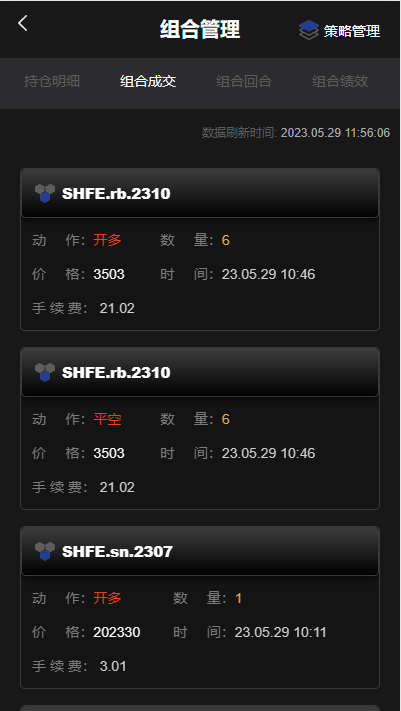 组合管理 策略管理
持仓明细 组合成交 组合回合 组合绩效
数据刷新时间: 2023.05.29 11:56:06
SHFE.rb.2310
动 作: 开多 数 量: 6
价 格: 3503 时 间: 23.05.29 10:46
手续费: 21.02
SHFE.rb.2310
动 作: 平空 数 量: 6
价 格: 3503 时 间: 23.05.29 10:46
手续费: 21.02
SHFE.sn.2307
动 作: 开多 数 量: 1
价 格: 202330 时 间: 23.05.29 10:11
手续费: 3.01